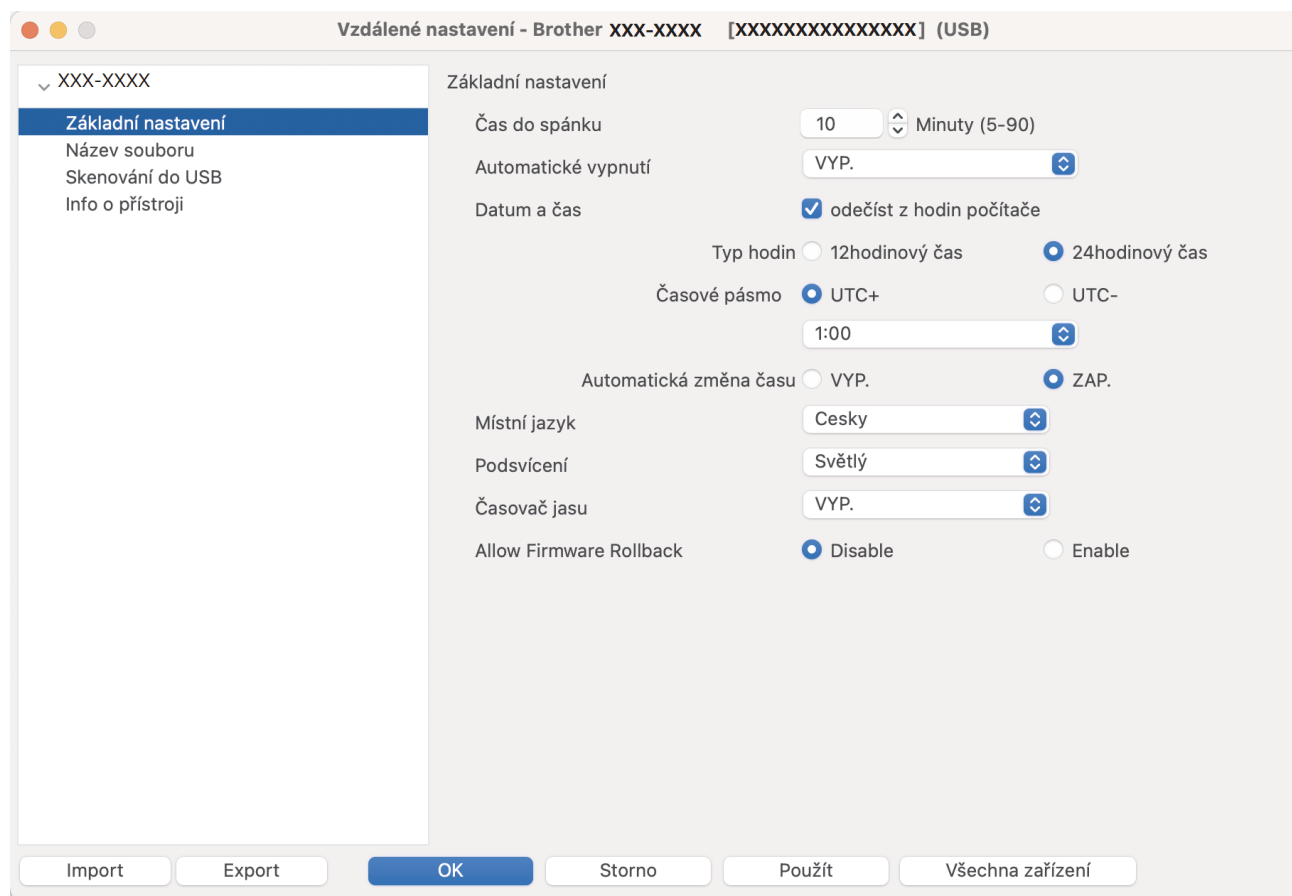 Vzdálené nastavení - Brother XXX-XXXX [XXXXXXXXXXXXXXX] (USB)
XXX-XXXX
Základní nastavení
Název souboru
Skenování do USB
Info o přístroji
Základní nastavení
Čas do spánku 10 Minuty (5-90)
Automatické vypnutí VYP.
Datum a čas odečíst z hodin počítače
Typ hodin 12hodinový čas 24hodinový čas
Časové pásmo UTC+ UTC-
1:00
Automatická změna času VYP. ZAP.
Místní jazyk Cesky
Podsvícení Světlý
Časovač jasu VYP.
Allow Firmware Rollback Disable Enable
Import Export OK Storno Použít Všechna zařízení